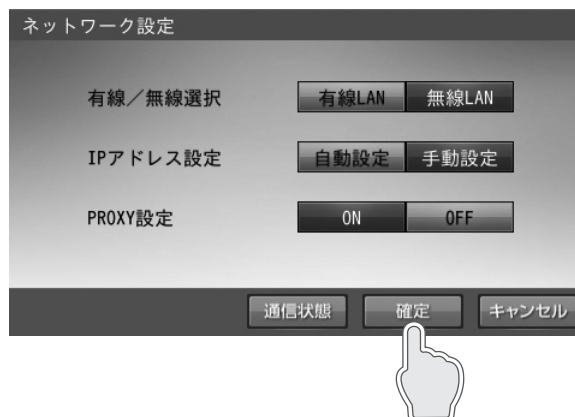 ネットワーク設定
有線／無線選択 有線LAN 無線LAN
IPアドレス設定 自動設定 手動設定
PROXY設定 ON OFF
通信状態 確定 キャンセル